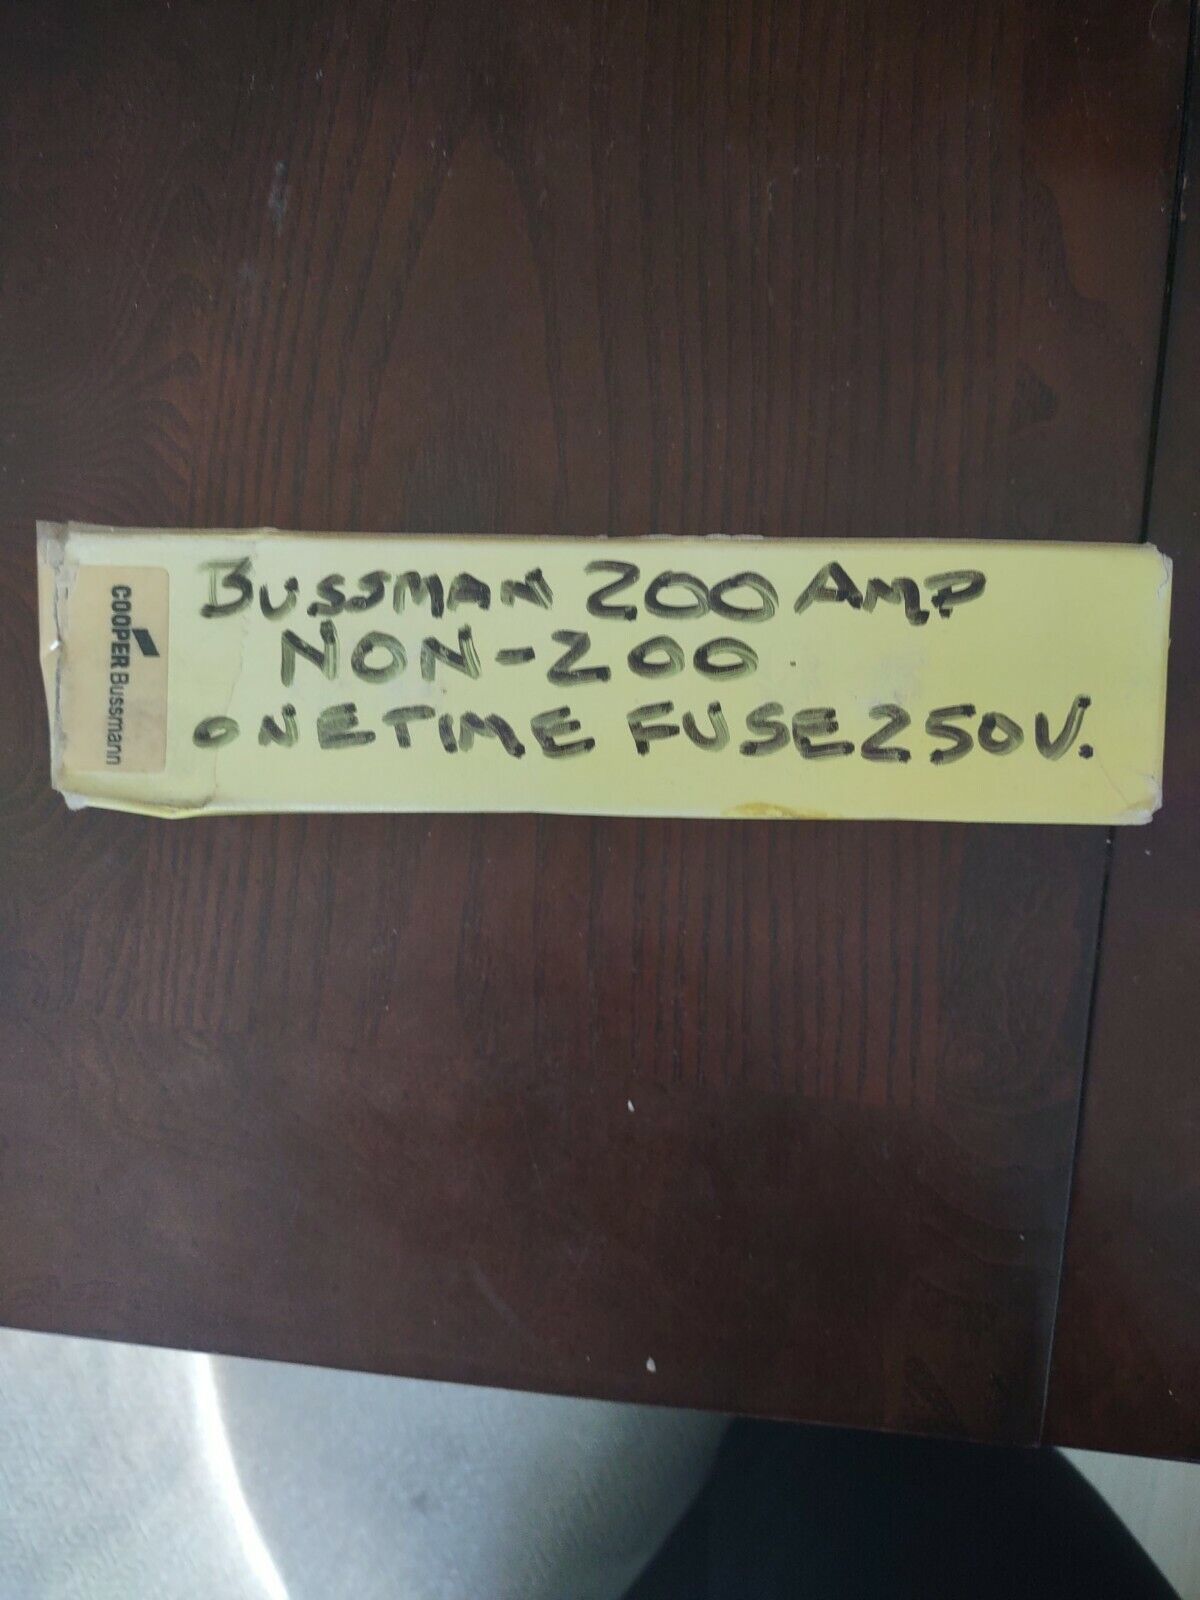 COOPER Bussmann
BUSSMAN 200 AMP
NON-200
ONETIME FUSE 250V.